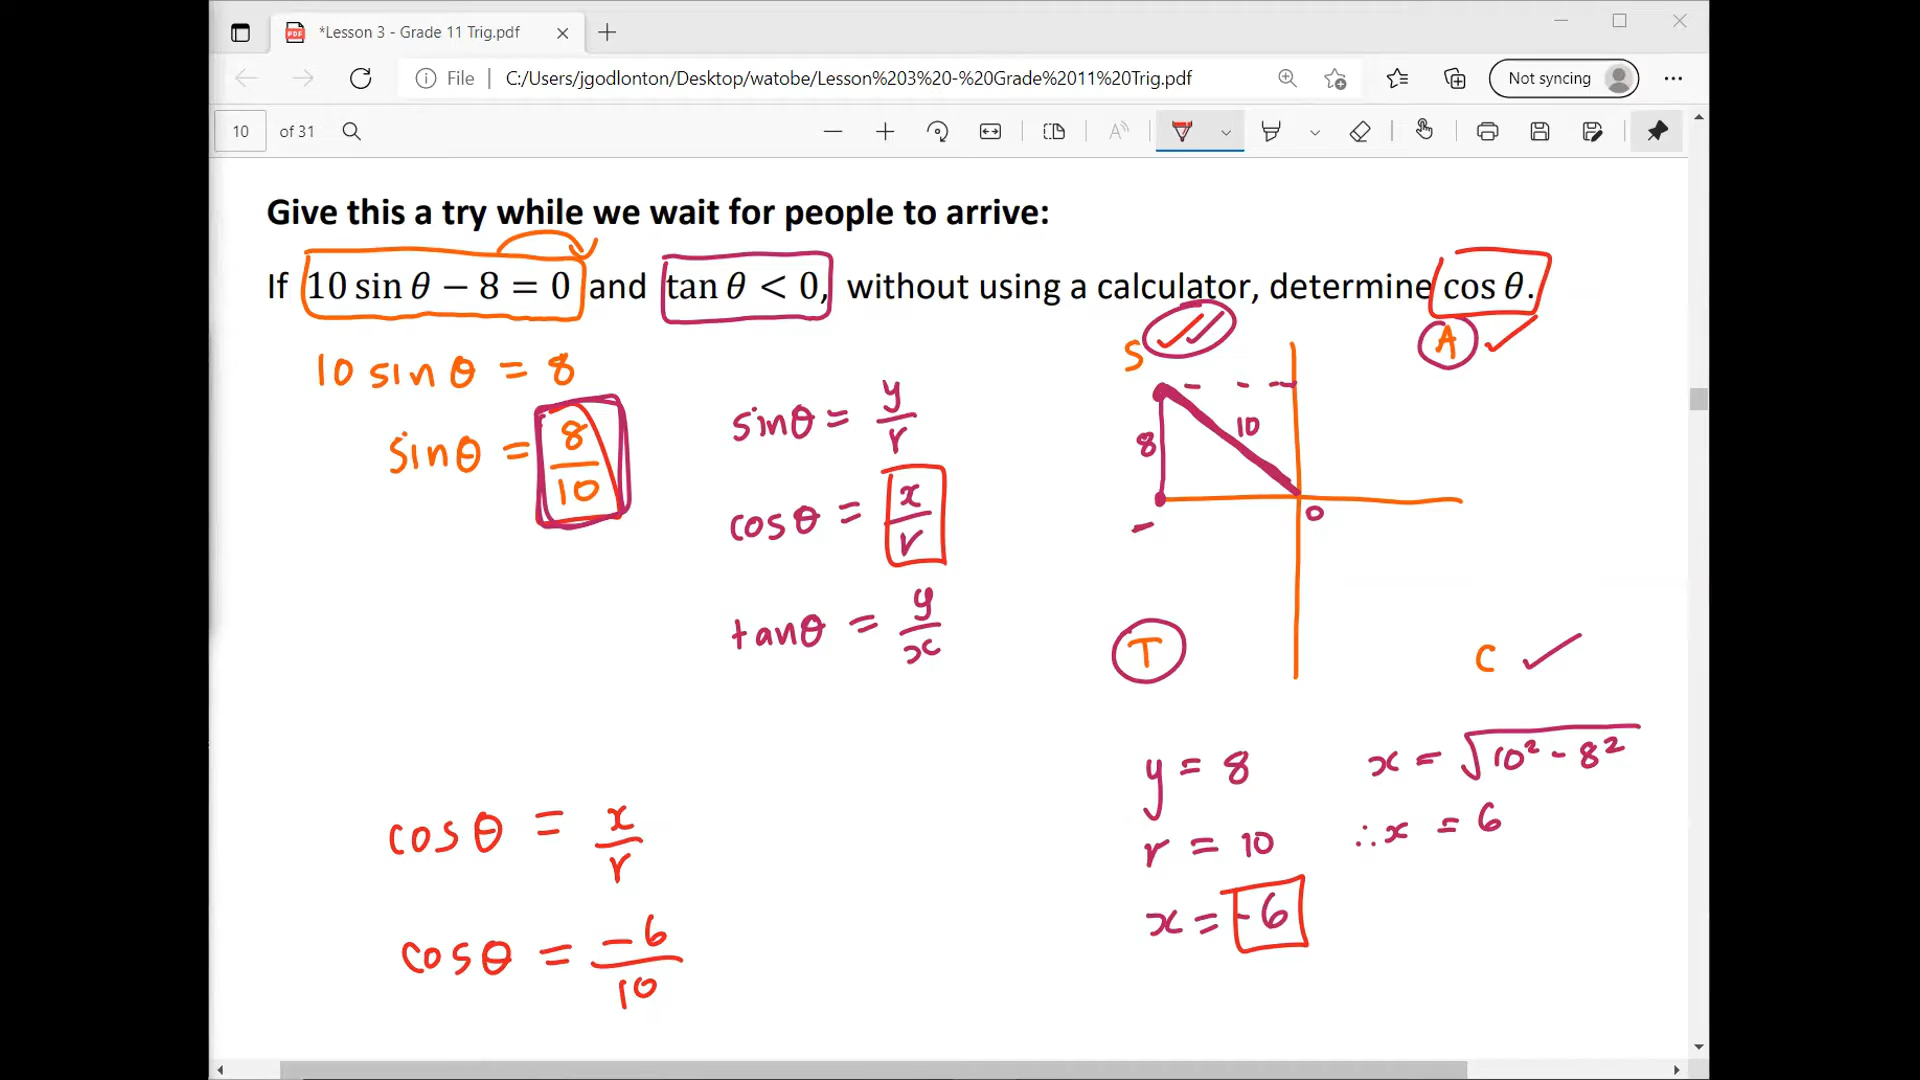 *Lesson 3 - Grade 11 Trig.pdf
File | C:/Users/jgodlonton/Desktop/watobe/Lesson%203%20-%20Grade%2011%20Trig.pdf
Not syncing
10 of 31
Give this a try while we wait for people to arrive:
If 10 sin θ − 8 = 0 and tan θ < 0, without using a calculator, determine cos θ.
S
A
10 sin θ = 8
sin θ = 8/10
sin θ = y/r
8
10
cos θ = x/r
0
-
tan θ = y/x
T
C
y = 8
x = √(10² - 8²)
cos θ = x/r
r = 10
∴ x = 6
x = -6
cos θ = -6/10